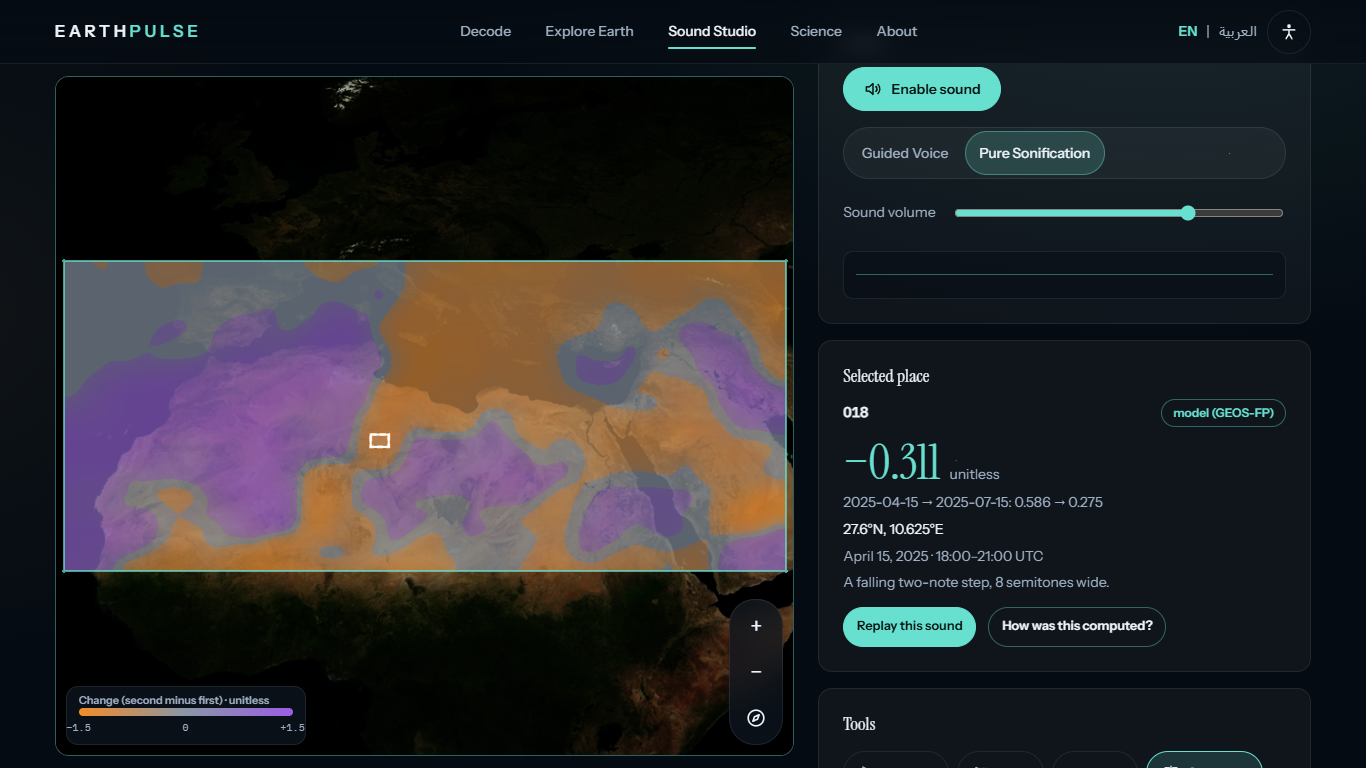 EARTHPULSE
Decode
Explore Earth
Sound Studio
Science
About
EN | العربية
Enable sound
Guided Voice
Pure Sonification
Sound volume
Selected place
018
model (GEOS-FP)
−0.311 unitless
2025-04-15 → 2025-07-15: 0.586 → 0.275
27.6°N, 10.625°E
April 15, 2025 · 18:00–21:00 UTC
A falling two-note step, 8 semitones wide.
Replay this sound
How was this computed?
Tools
+
−
Change (second minus first) · unitless
−1.5 0 +1.5